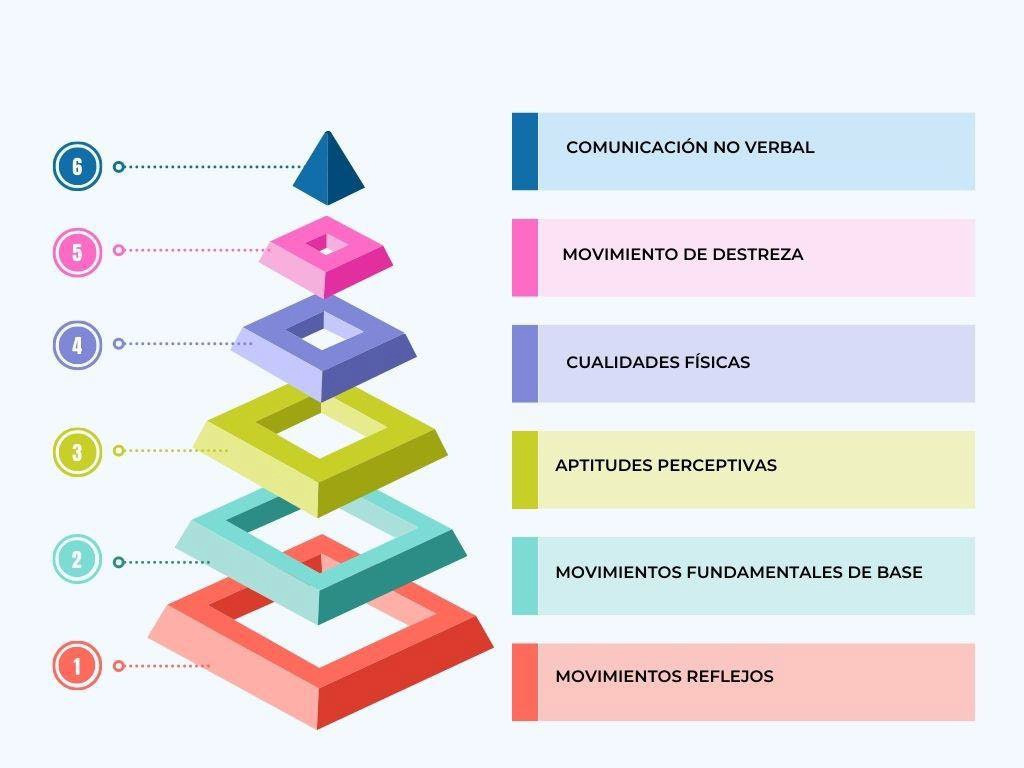 6
COMUNICACIÓN NO VERBAL
5
MOVIMIENTO DE DESTREZA
4
CUALIDADES FÍSICAS
3
APTITUDES PERCEPTIVAS
2
MOVIMIENTOS FUNDAMENTALES DE BASE
1
MOVIMIENTOS REFLEJOS